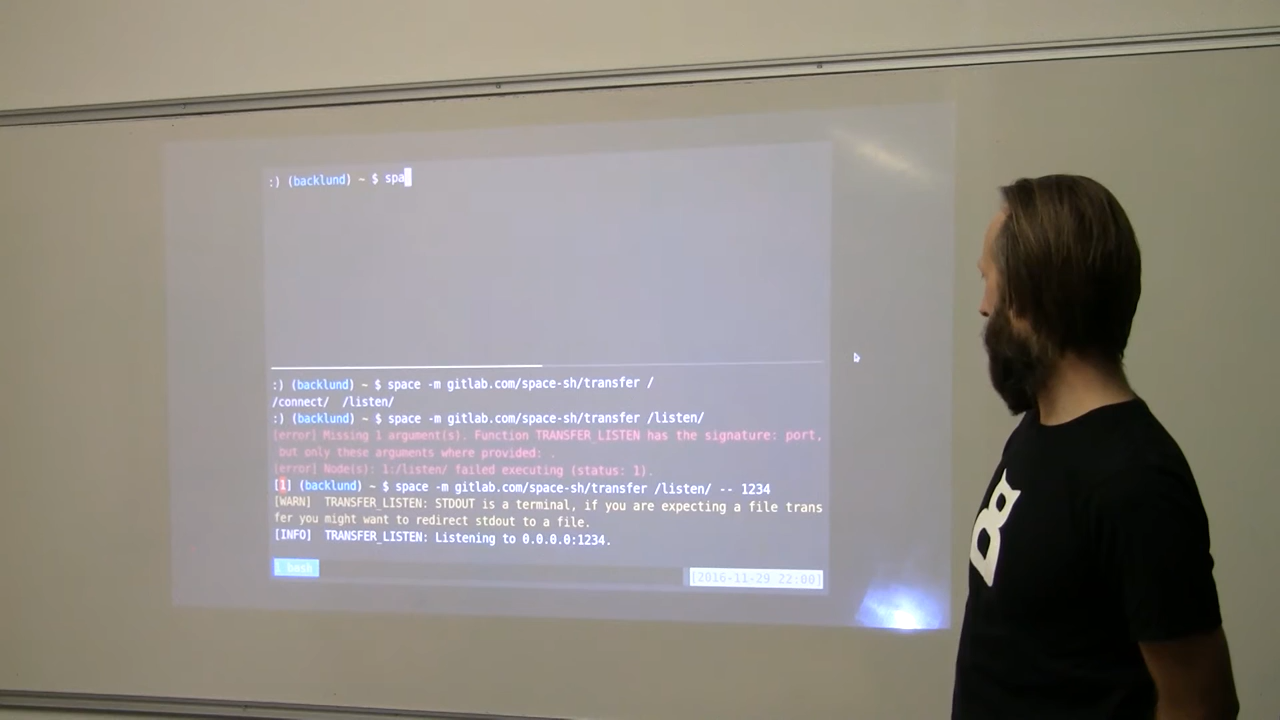 :) (backlund) ~ $ spa
:) (backlund) ~ $ space -m gitlab.com/space-sh/transfer /
/connect/  /listen/
:) (backlund) ~ $ space -m gitlab.com/space-sh/transfer /listen/
[error] Missing 1 argument(s). Function TRANSFER_LISTEN has the signature: port,
but only these arguments where provided: .
[error] Node(s): 1:/listen/ failed executing (status: 1).
[1] (backlund) ~ $ space -m gitlab.com/space-sh/transfer /listen/ -- 1234
[WARN]  TRANSFER_LISTEN: STDOUT is a terminal, if you are expecting a file trans
fer you might want to redirect stdout to a file.
[INFO]  TRANSFER_LISTEN: Listening to 0.0.0.0:1234.
1 bash [2016-11-29 22:00]